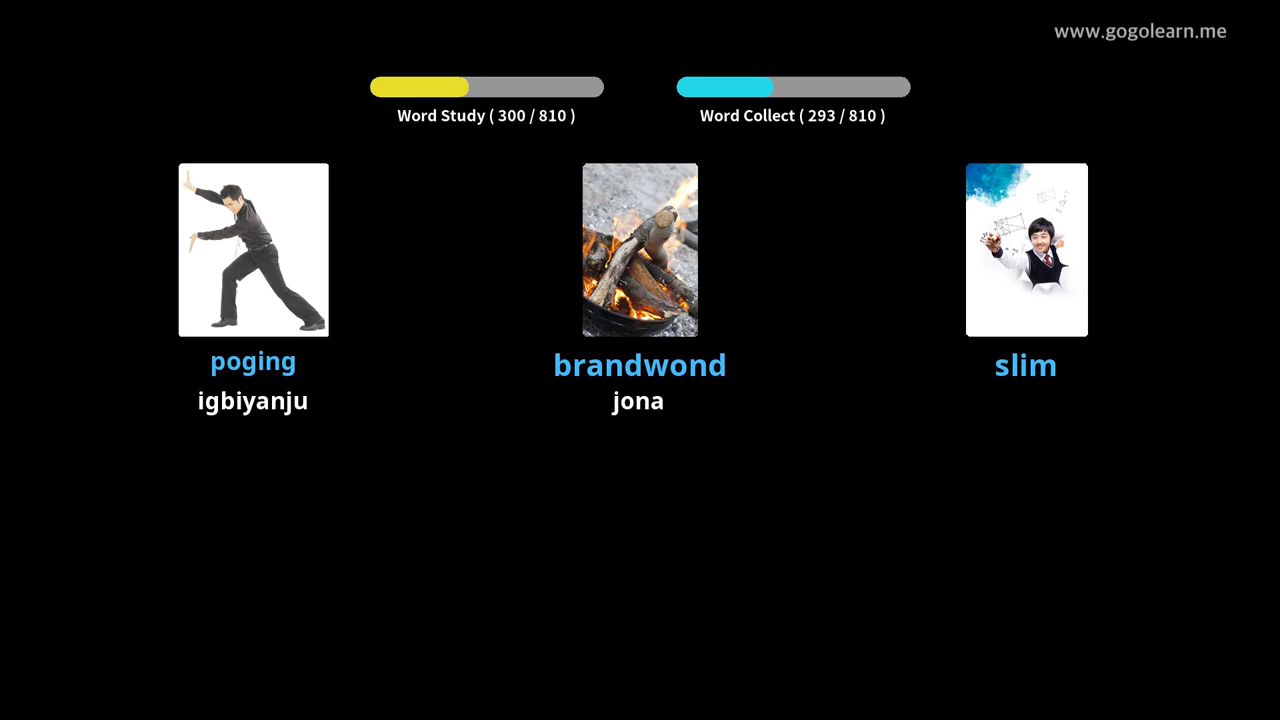 www.gogolearn.me
Word Study ( 300 / 810 )
Word Collect ( 293 / 810 )
poging
igbiyanju
brandwond
jona
slim